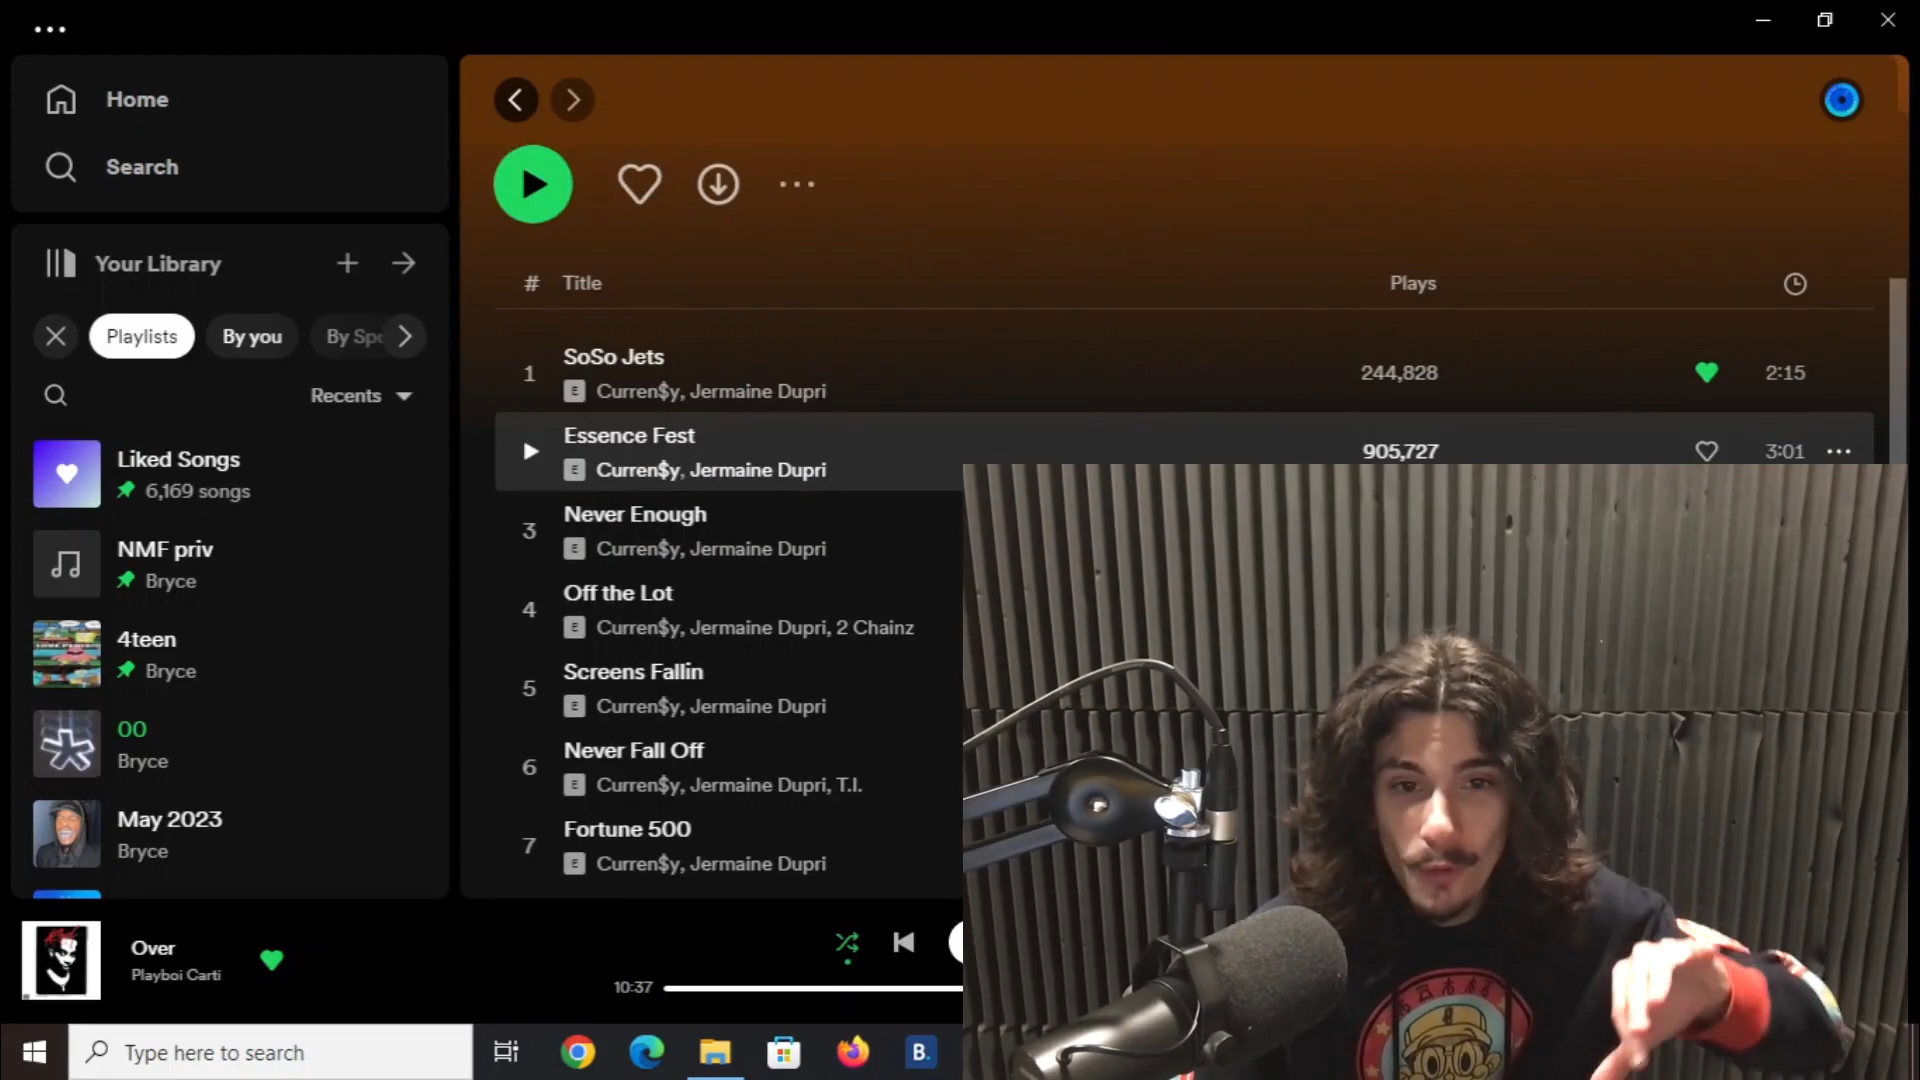 Home
Search
Your Library
Playlists
By you
By Spo
Recents
Liked Songs
6,169 songs
NMF priv
Bryce
4teen
Bryce
00
Bryce
May 2023
Bryce
# Title Plays
1 SoSo Jets 244,828 2:15
E Curren$y, Jermaine Dupri
Essence Fest 905,727 3:01
E Curren$y, Jermaine Dupri
3 Never Enough
E Curren$y, Jermaine Dupri
4 Off the Lot
E Curren$y, Jermaine Dupri, 2 Chainz
5 Screens Fallin
E Curren$y, Jermaine Dupri
6 Never Fall Off
E Curren$y, Jermaine Dupri, T.I.
7 Fortune 500
E Curren$y, Jermaine Dupri
Over
Playboi Carti
10:37
Type here to search
B.